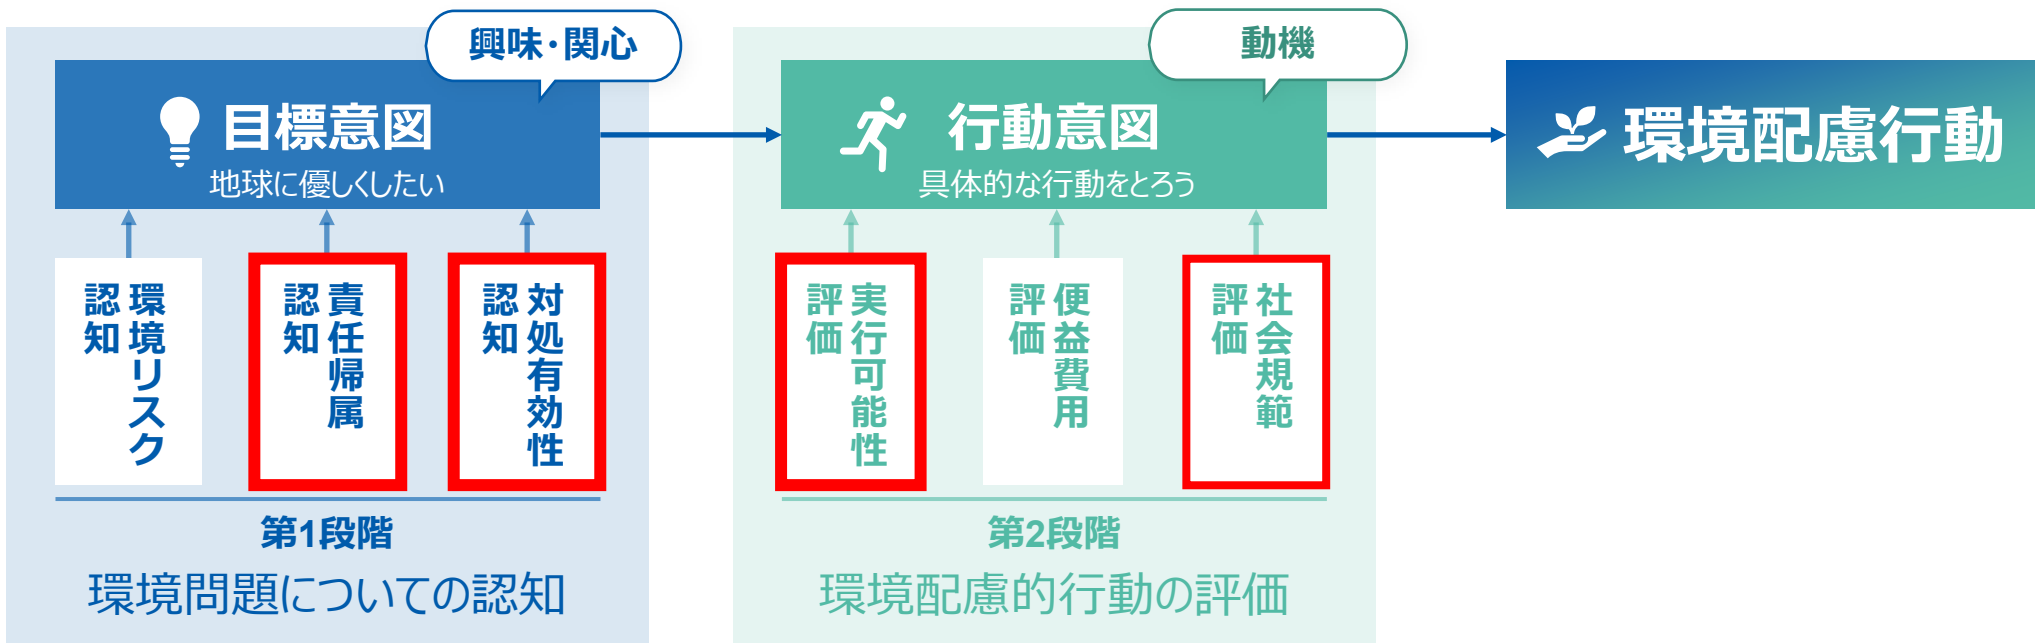 興味・関心
目標意図
地球に優しくしたい
環境リスク
認知
責任帰属
認知
対処有効性
認知
第1段階
環境問題についての認知
動機
行動意図
具体的な行動をとろう
実行可能性
評価
便益費用
評価
社会規範
評価
第2段階
環境配慮的行動の評価
環境配慮行動